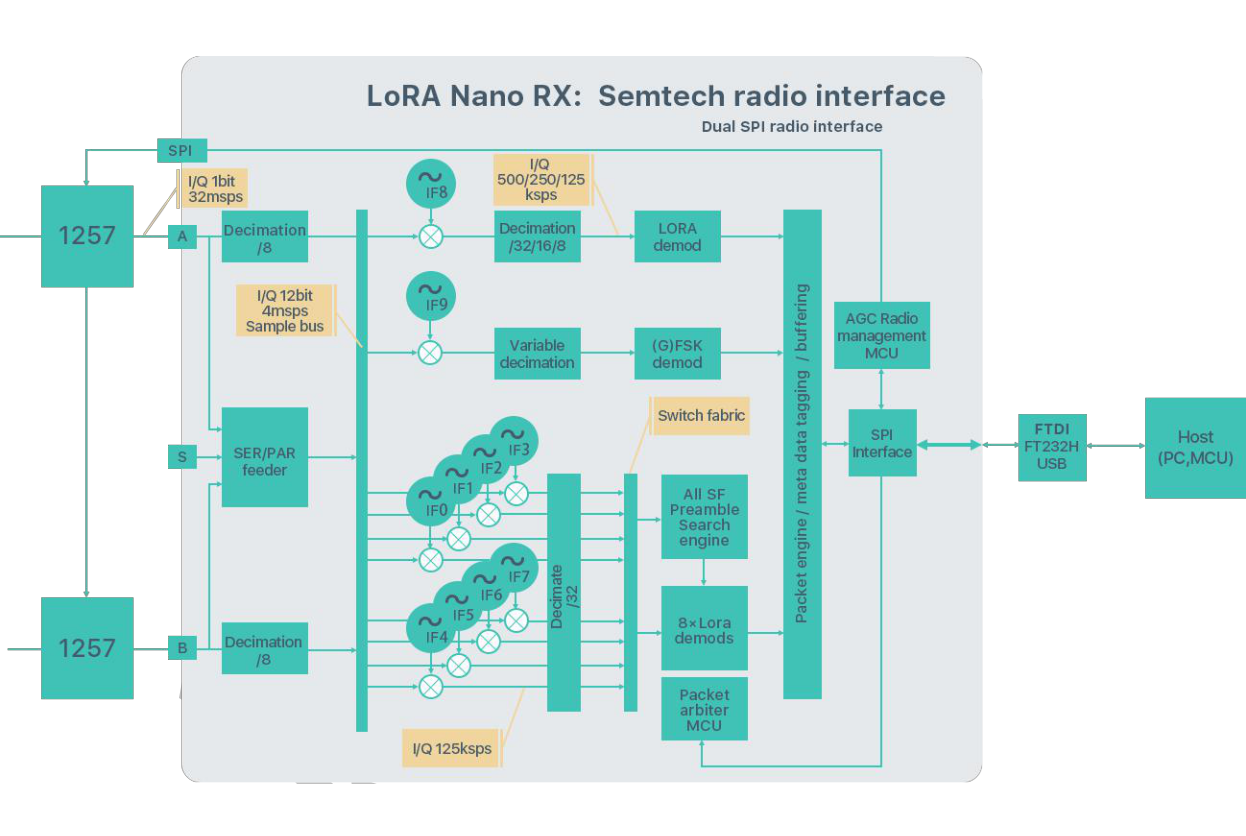 LoRA Nano RX: Semtech radio interface
Dual SPI radio interface
SPI
I/Q 1bit
32msps
1257
A
Decimation
/8
IF8
I/Q
500/250/125
ksps
Decimation
/32/16/8
LORA
demod
I/Q 12bit
4msps
Sample bus
IF9
Variable
decimation
(G)FSK
demod
Packet engine / meta data tagging / buffering
AGC Radio
management
MCU
Switch fabric
S
SER/PAR
feeder
IF3
IF2
IF1
IF0
All SF
Preamble
Search
engine
SPI
Interface
FTDI
FT232H
USB
Host
(PC,MCU)
IF7
IF6
IF5
IF4
Decimate
/32
8×Lora
demods
1257
B
Decimation
/8
Packet
arbiter
MCU
I/Q 125ksps